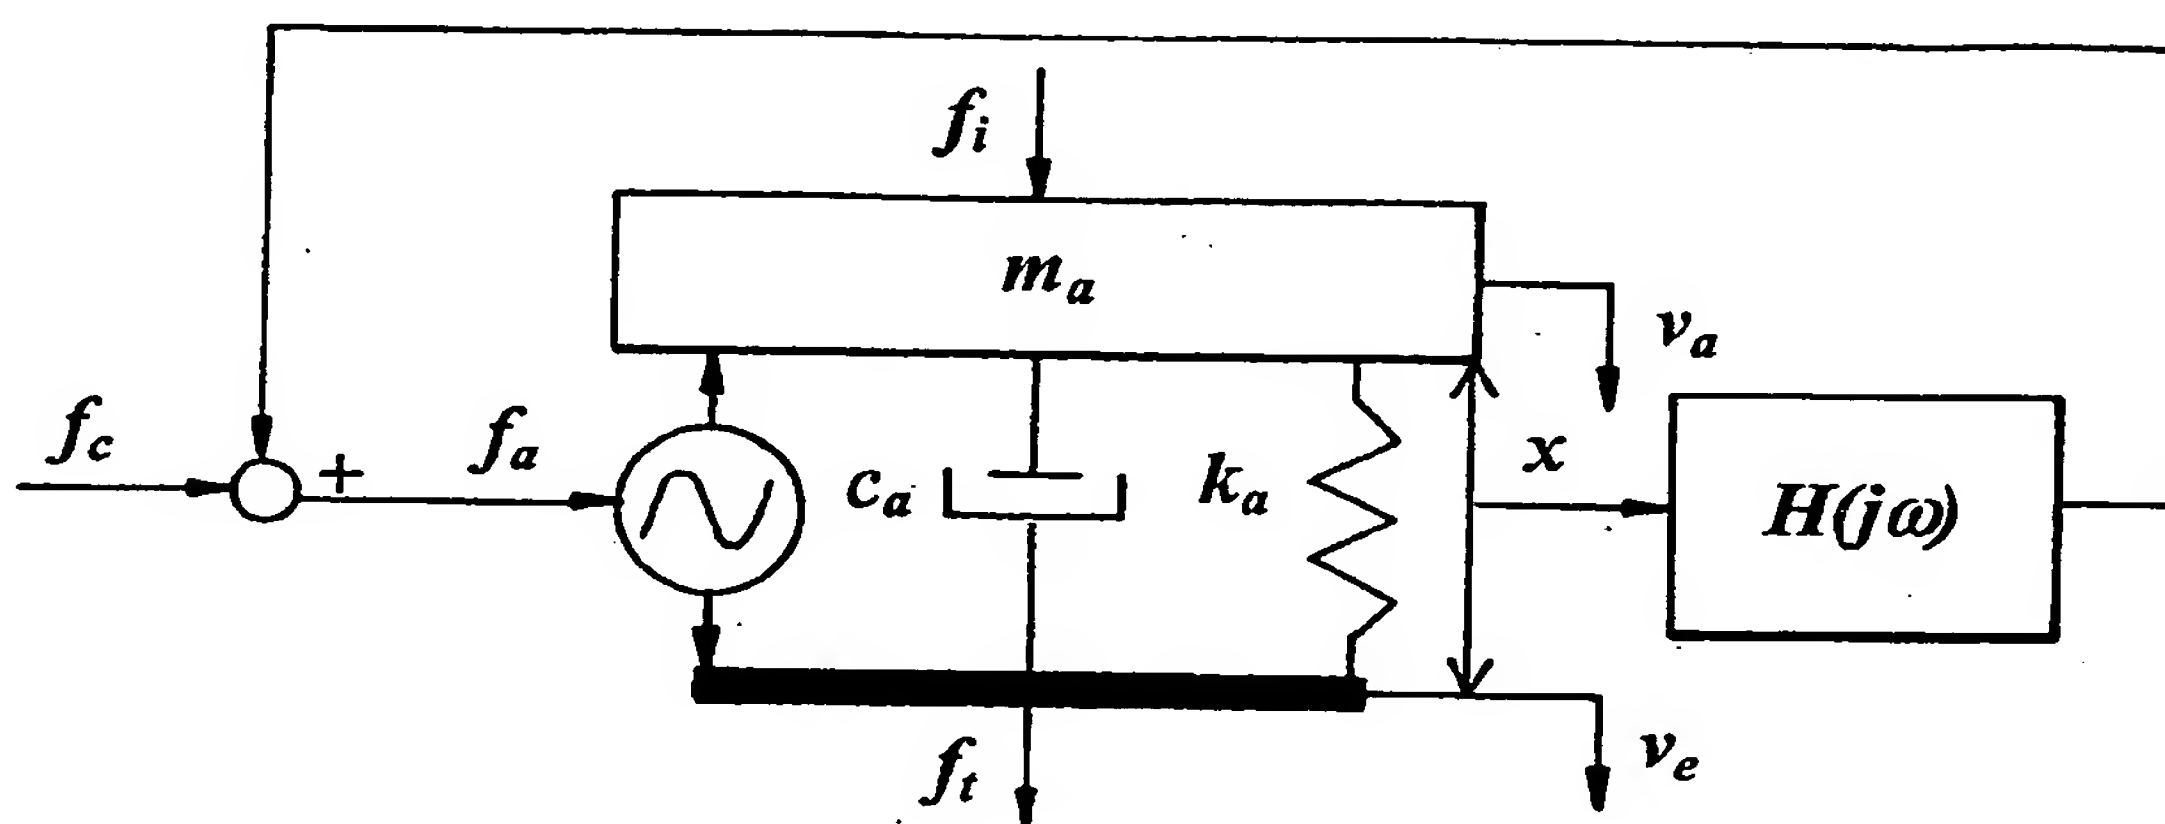 f_i
m_a
v_a
f_c
+
f_a
c_a
k_a
x
H(jω)
f_t
v_e